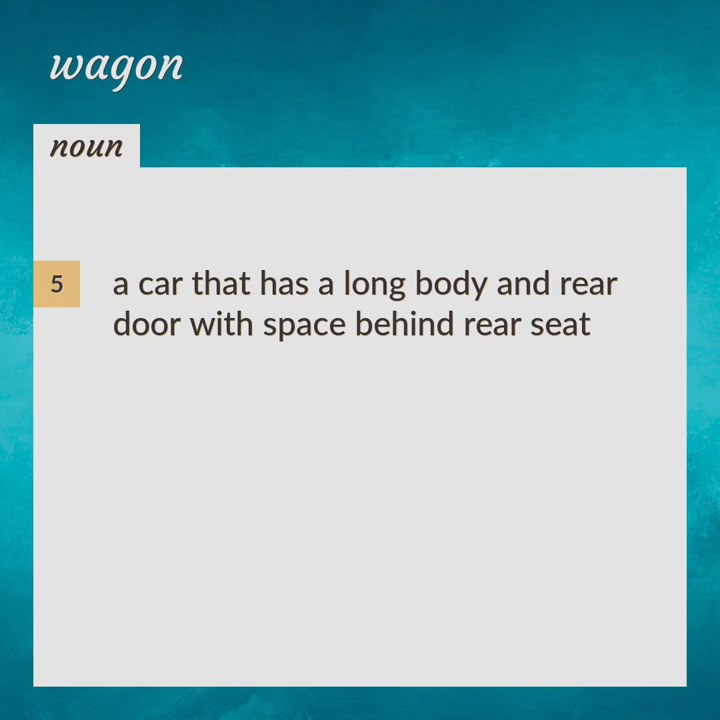 wagon
noun
5
a car that has a long body and rear
door with space behind rear seat